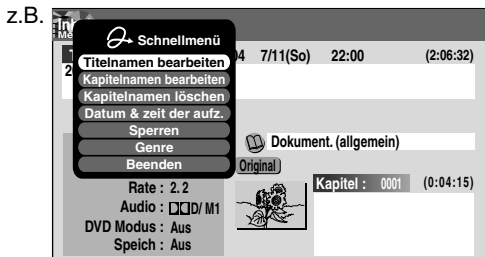 z.B.
Schnellmenü
04 7/11(So) 22:00 (2:06:32)
Titelnamen bearbeiten
Kapitelnamen bearbeiten
Kapitelnamen löschen
Datum & zeit der aufz.
Sperren
Genre
Beenden
Dokument. (allgemein)
Original
Kapitel : 0001 (0:04:15)
Rate : 2.2
Audio : D/ M1
DVD Modus : Aus
Speich : Aus